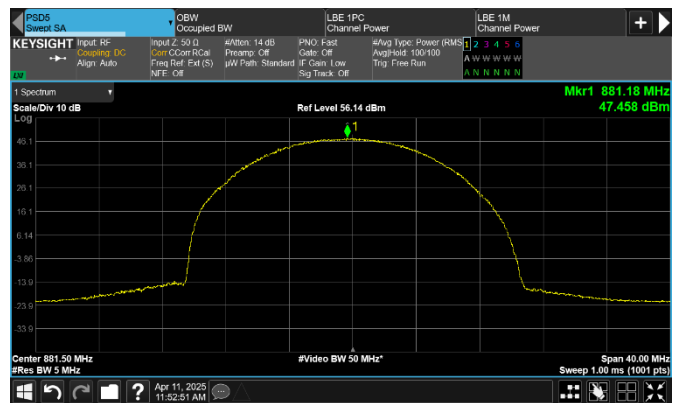 PSD5
Swept SA
OBW
Occupied BW
LBE 1PC
Channel Power
LBE 1M
Channel Power
+
KEYSIGHT
Input: RF
Coupling: DC
Align: Auto
Input Z: 50 Ω
Corr CCorr RCal
Freq Ref: Ext (S)
NFE: Off
#Atten: 14 dB
Preamp: Off
µW Path: Standard
PNO: Fast
Gate: Off
IF Gain: Low
Sig Track: Off
#Avg Type: Power (RMS)
Avg|Hold: 100/100
Trig: Free Run
1 2 3 4 5 6
A W W W W W
A N N N N N
LXI
1 Spectrum
Scale/Div 10 dB
Log
Ref Level 56.14 dBm
Mkr1 881.18 MHz
47.458 dBm
1
46.1
36.1
26.1
16.1
6.14
-3.86
-13.9
-23.9
-33.9
Center 881.50 MHz
#Res BW 5 MHz
#Video BW 50 MHz*
Span 40.00 MHz
Sweep 1.00 ms (1001 pts)
?
Apr 11, 2025
11:52:51 AM